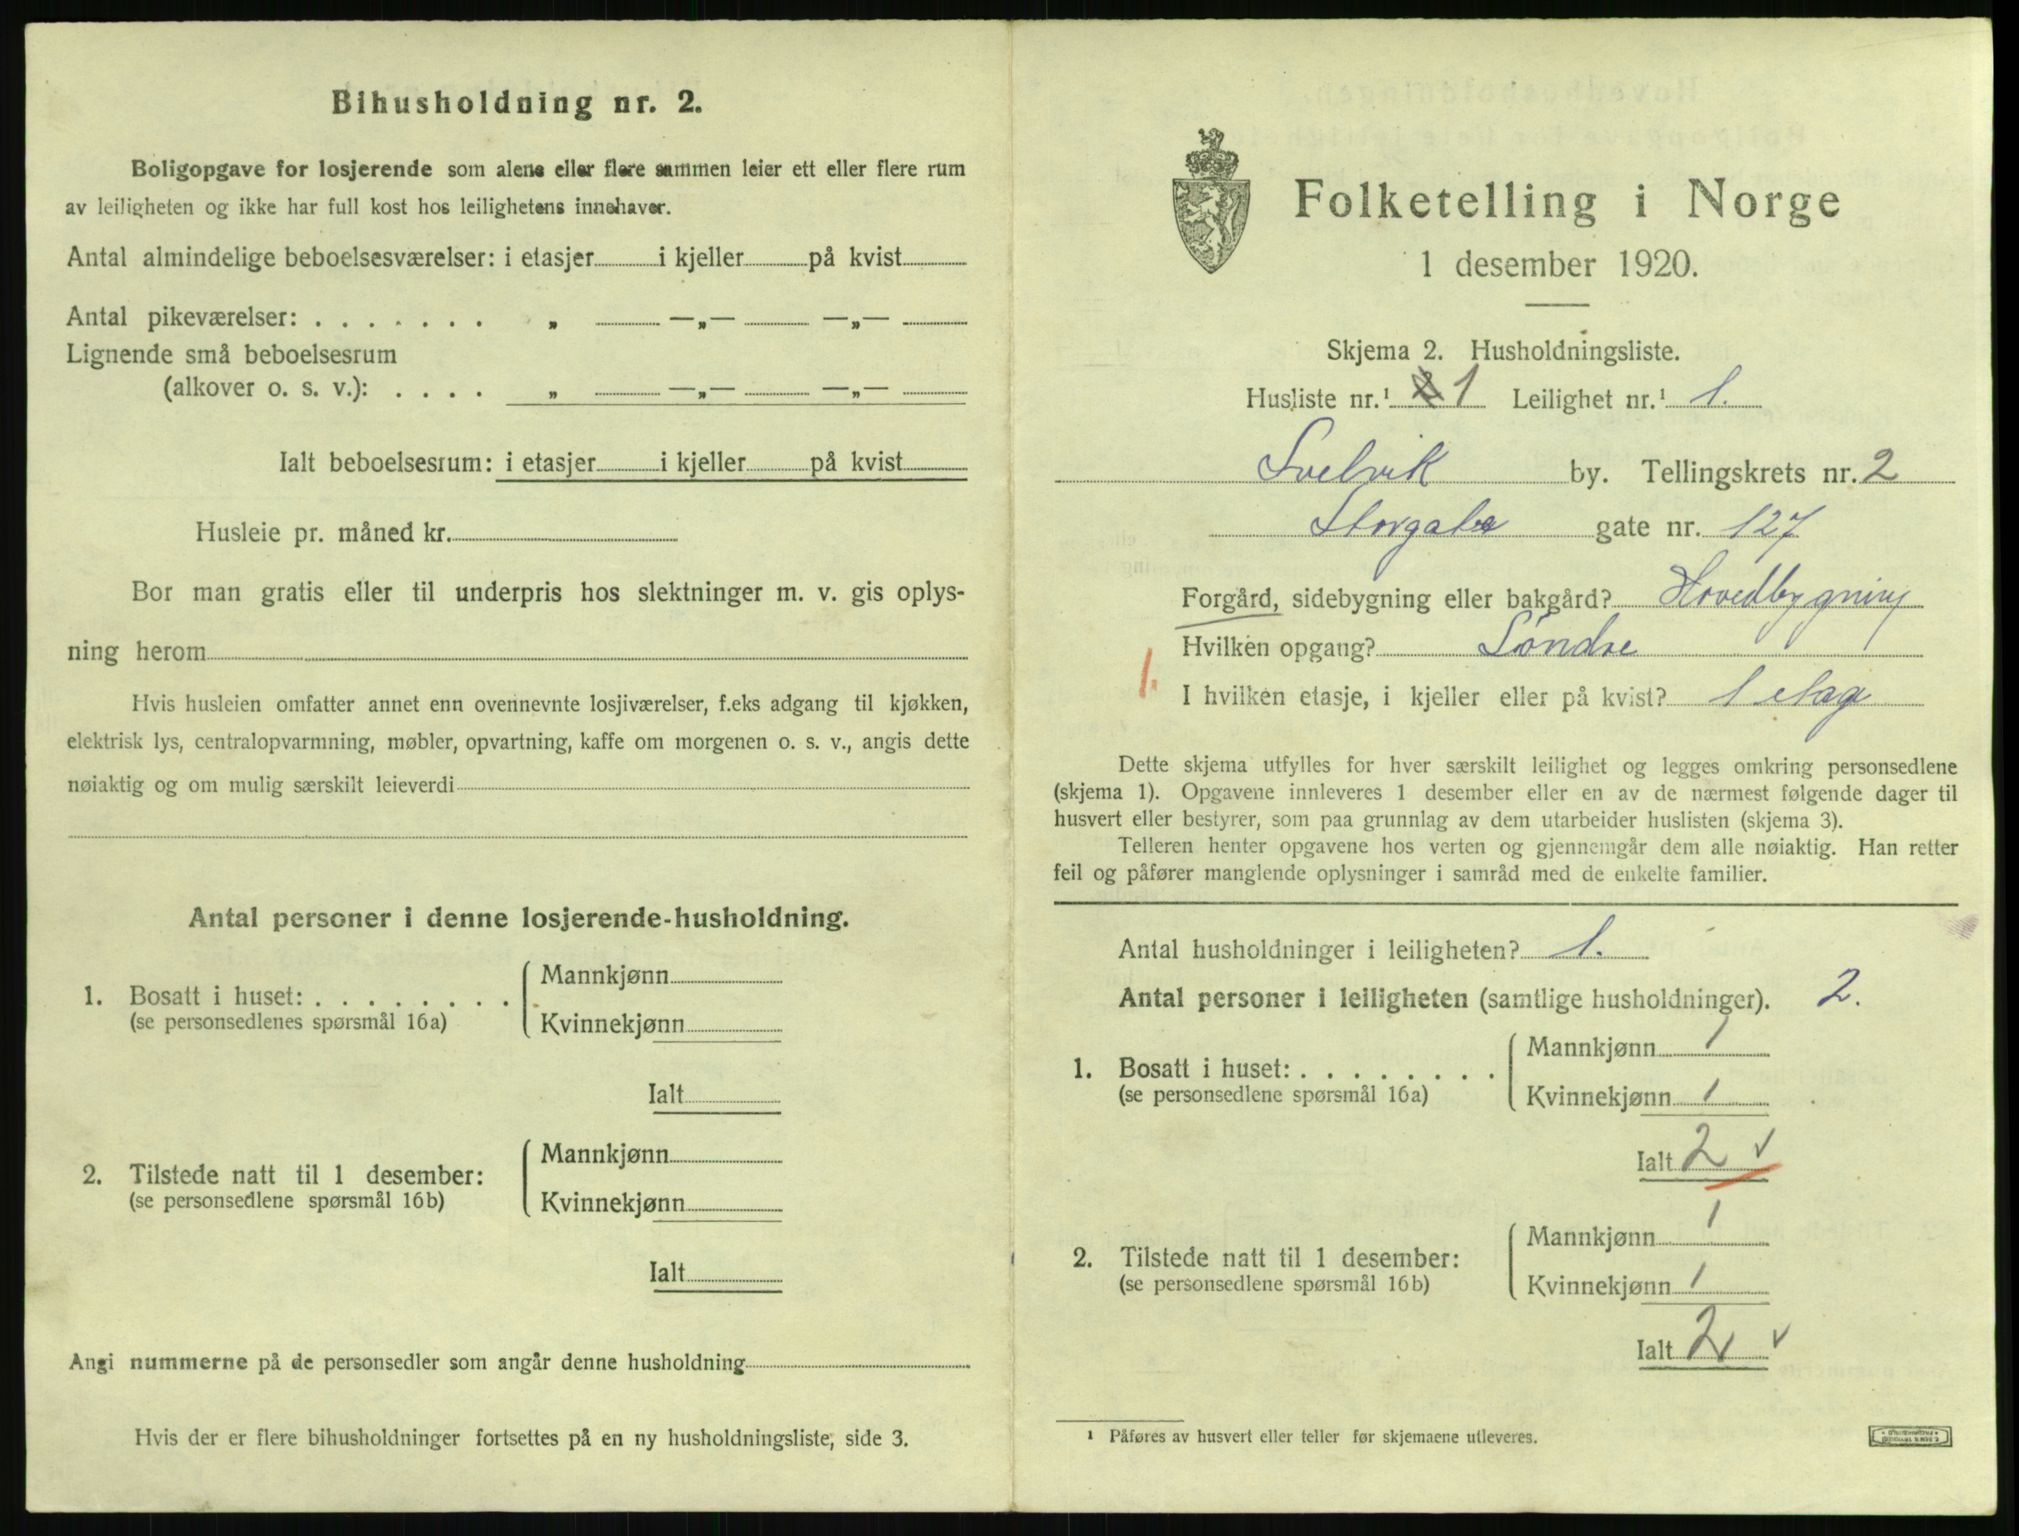 Bihusholdning nr. 2.
Boligopgave for losjerende som alene eller flere sammen leier ett eller flere rum
av leiligheten og ikke har full kost hos leilighetens innehaver.
Antal almindelige beboelsesværelser: i etasjer i kjeller på kvist
Antal pikeværelser: . . . . . . . „ —„— —„—
Lignende små beboelsesrum
(alkover o. s. v.): . . . . „ —„— —„—
Ialt beboelsesrum: i etasjer i kjeller på kvist
Husleie pr. måned kr.
Bor man gratis eller til underpris hos slektninger m. v. gis oplys-
ning herom
Hvis husleien omfatter annet enn ovennevnte losjiværelser, f.eks adgang til kjøkken,
elektrisk lys, centralopvarmning, møbler, opvartning, kaffe om morgenen o. s. v., angis dette
nøiaktig og om mulig særskilt leieverdi
Antal personer i denne losjerende-husholdning.
1. Bosatt i huset: . . . . . . . . Mannkjønn
(se personsedlenes spørsmål 16a) Kvinnekjønn
Ialt
2. Tilstede natt til 1 desember: Mannkjønn
(se personsedlene spørsmål 16b) Kvinnekjønn
Ialt
Angi nummerne på de personsedler som angår denne husholdning
Hvis der er flere bihusholdninger fortsettes på en ny husholdningsliste, side 3.
Folketelling i Norge
1 desember 1920.
Skjema 2. Husholdningsliste.
Husliste nr.¹ 1 Leilighet nr.¹ 1.
Svelvik by. Tellingskrets nr. 2
Storgata gate nr. 127
Forgård, sidebygning eller bakgård? Hovedbygning
Hvilken opgang? Søndre
1.
I hvilken etasje, i kjeller eller på kvist? 1 etag
Dette skjema utfylles for hver særskilt leilighet og legges omkring personsedlene
(skjema 1). Opgavene innleveres 1 desember eller en av de nærmest følgende dager til
husvert eller bestyrer, som paa grunnlag av dem utarbeider huslisten (skjema 3).
Telleren henter opgavene hos verten og gjennemgår dem alle nøiaktig. Han retter
feil og påfører manglende oplysninger i samråd med de enkelte familier.
Antal husholdninger i leiligheten? 1.
Antal personer i leiligheten (samtlige husholdninger). 2.
1. Bosatt i huset: . . . . . . . . Mannkjønn 1
(se personsedlene spørsmål 16a) Kvinnekjønn 1
Ialt 2 ✓
2. Tilstede natt til 1 desember: Mannkjønn 1
(se personsedlene spørsmål 16b) Kvinnekjønn 1
Ialt 2 ✓
¹ Påføres av husvert eller teller før skjemaene utleveres.